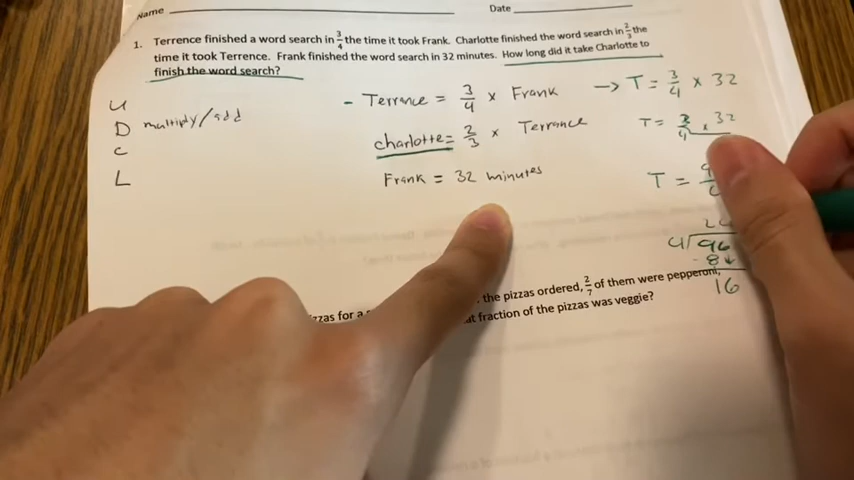 Name
Date
1. Terrence finished a word search in 3/4 the time it took Frank. Charlotte finished the word search in 2/3 the
time it took Terrence. Frank finished the word search in 32 minutes. How long did it take Charlotte to
finish the word search?
U
D multiply/add
C
L
- Terrance = 3/4 x Frank → T = 3/4 x 32
charlotte = 2/3 x Terrance
T = 3/4 x 32
Frank = 32 minutes
T =
4)96
- 8↓
16
the pizzas ordered, 2/7 of them were pepperoni,
fraction of the pizzas was veggie?